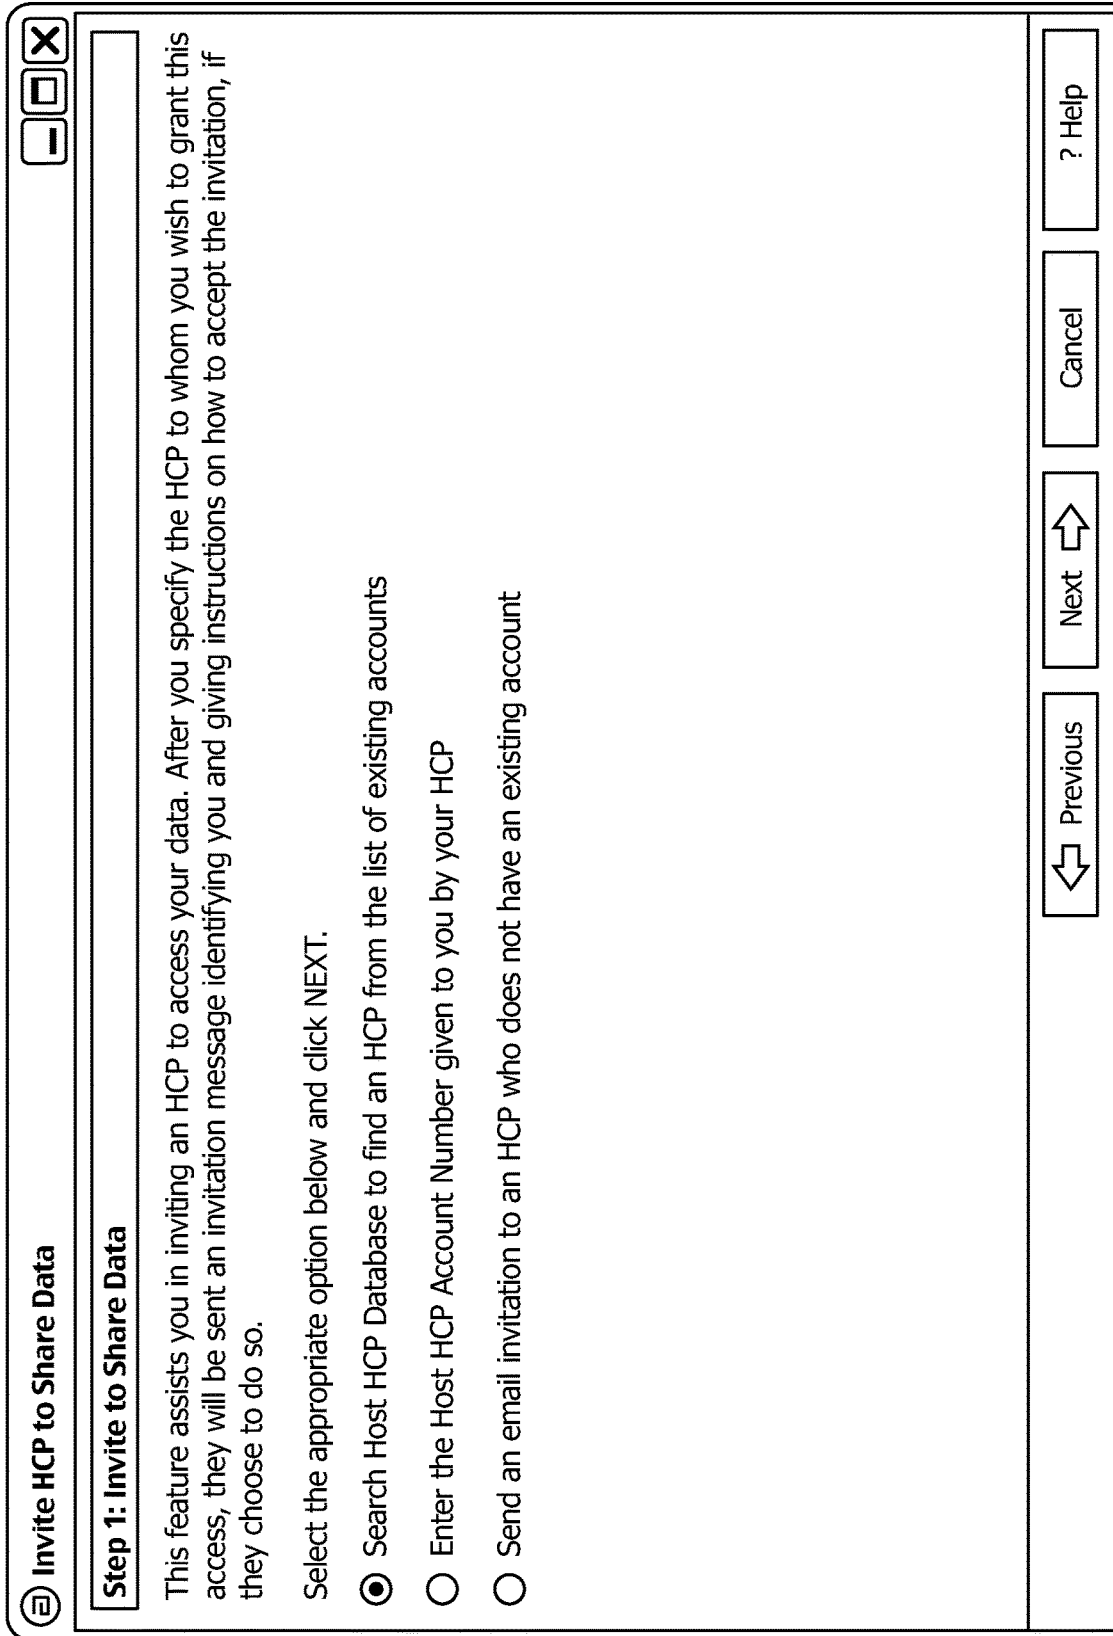 Invite HCP to Share Data
Step 1: Invite to Share Data
This feature assists you in inviting an HCP to access your data. After you specify the HCP to whom you wish to grant this
access, they will be sent an invitation message identifying you and giving instructions on how to accept the invitation, if
they choose to do so.
Select the appropriate option below and click NEXT.
Search Host HCP Database to find an HCP from the list of existing accounts
Enter the Host HCP Account Number given to you by your HCP
Send an email invitation to an HCP who does not have an existing account
Previous
Next
Cancel
? Help